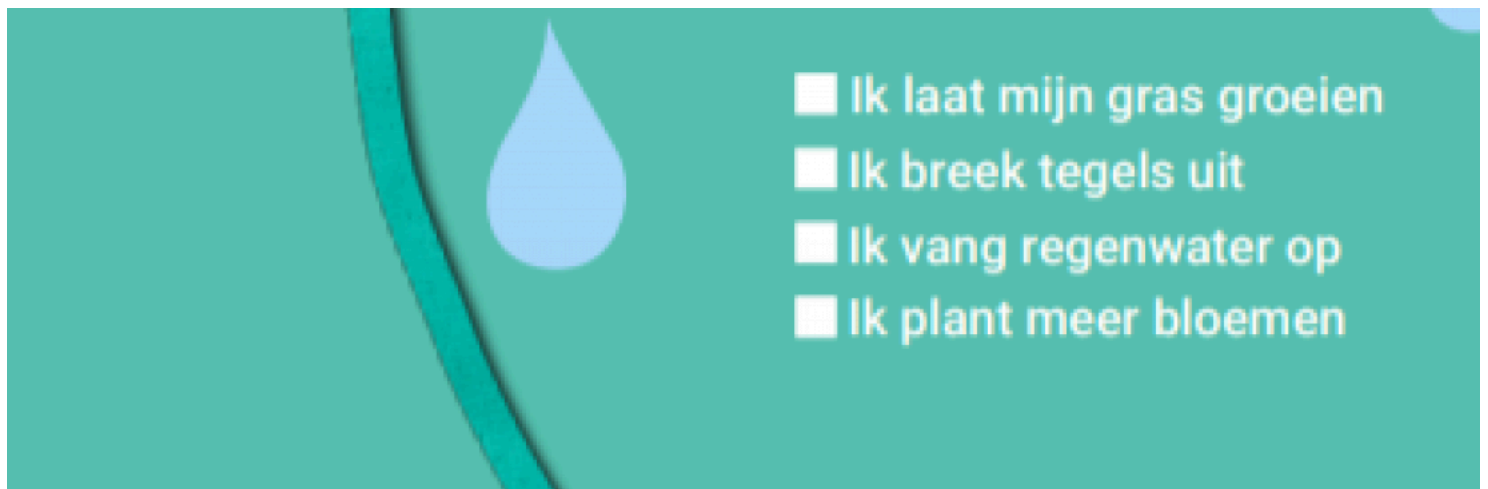 Ik laat mijn gras groeien
Ik breek tegels uit
Ik vang regenwater op
Ik plant meer bloemen